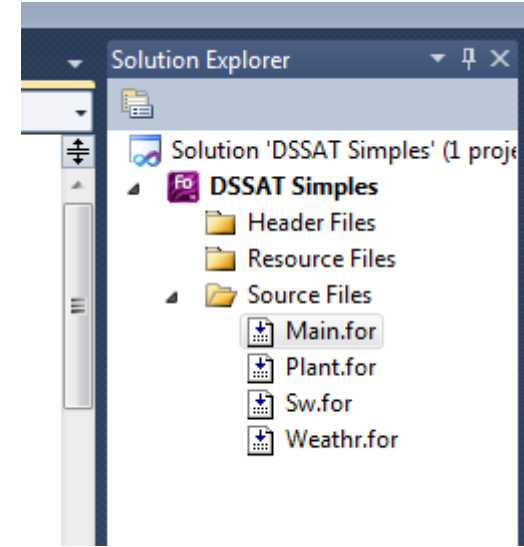 Solution Explorer
Solution 'DSSAT Simples' (1 proje
Fo
DSSAT Simples
Header Files
Resource Files
Source Files
Main.for
Plant.for
Sw.for
Weathr.for